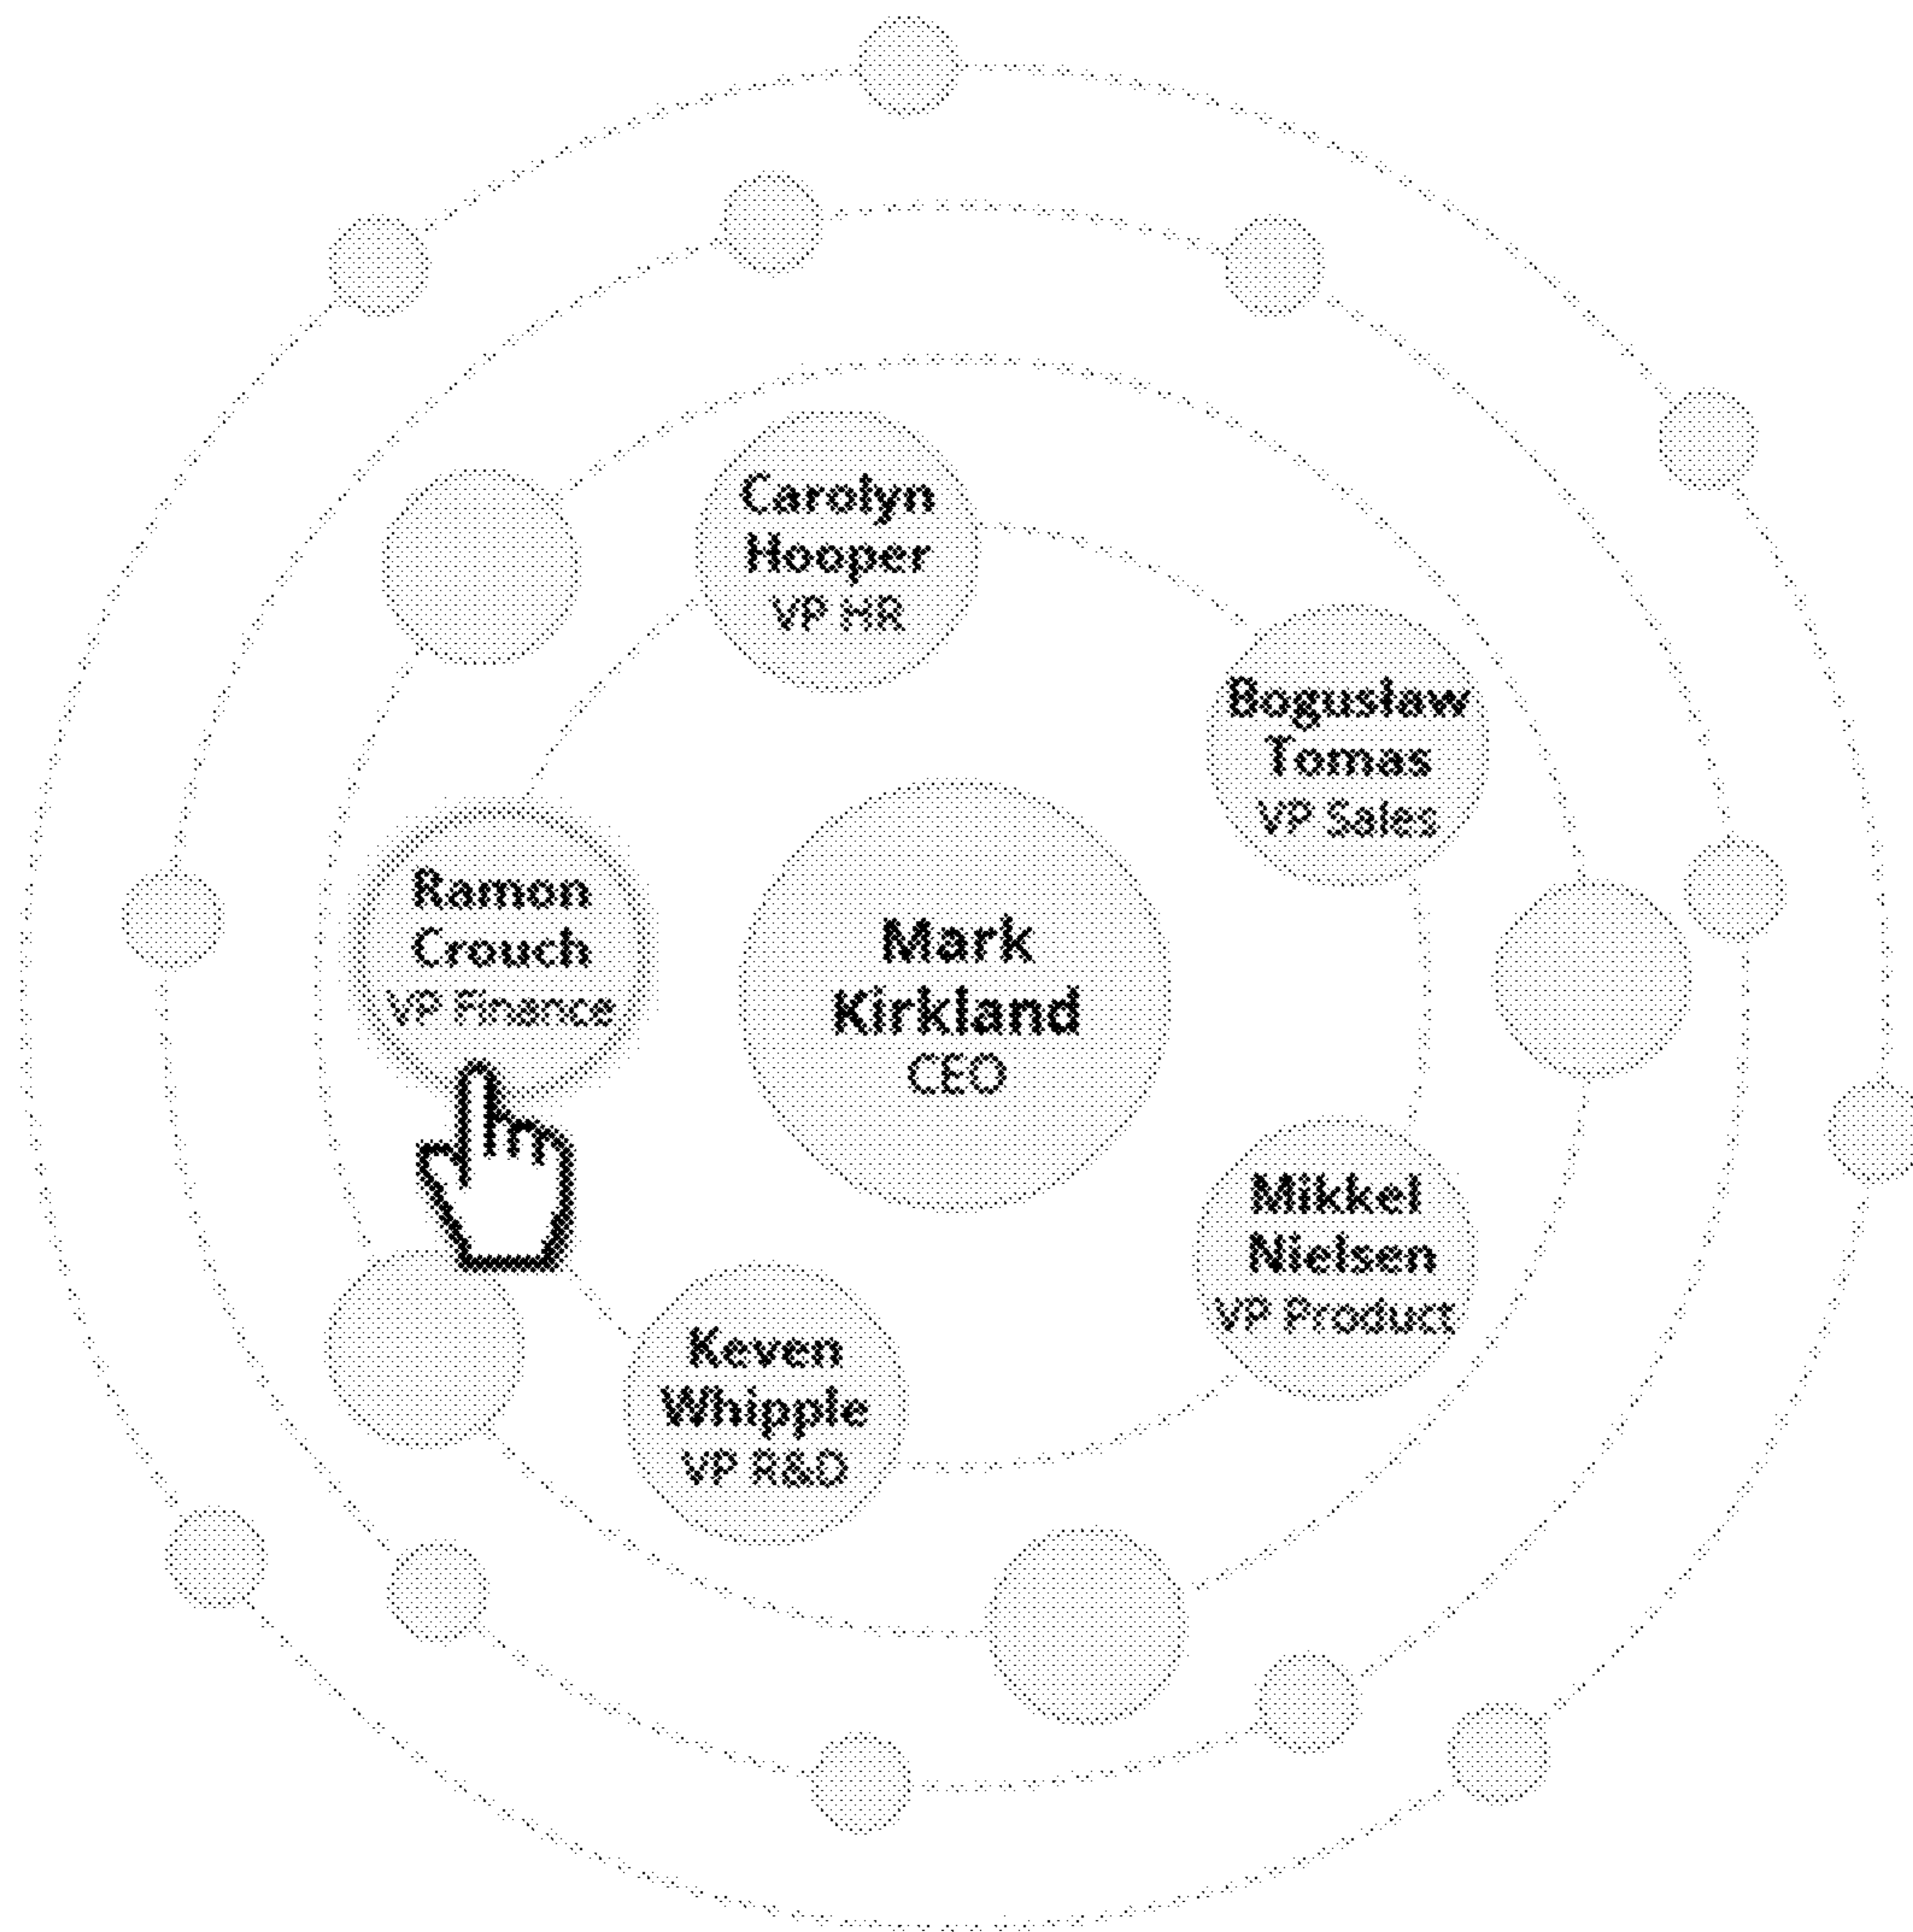 Carolyn
Hooper
VP HR
Bogusław
Tomas
VP Sales
Ramon
Crouch
VP Finance
Mark
Kirkland
CEO
Mikkel
Nielsen
VP Product
Keven
Whipple
VP R&D